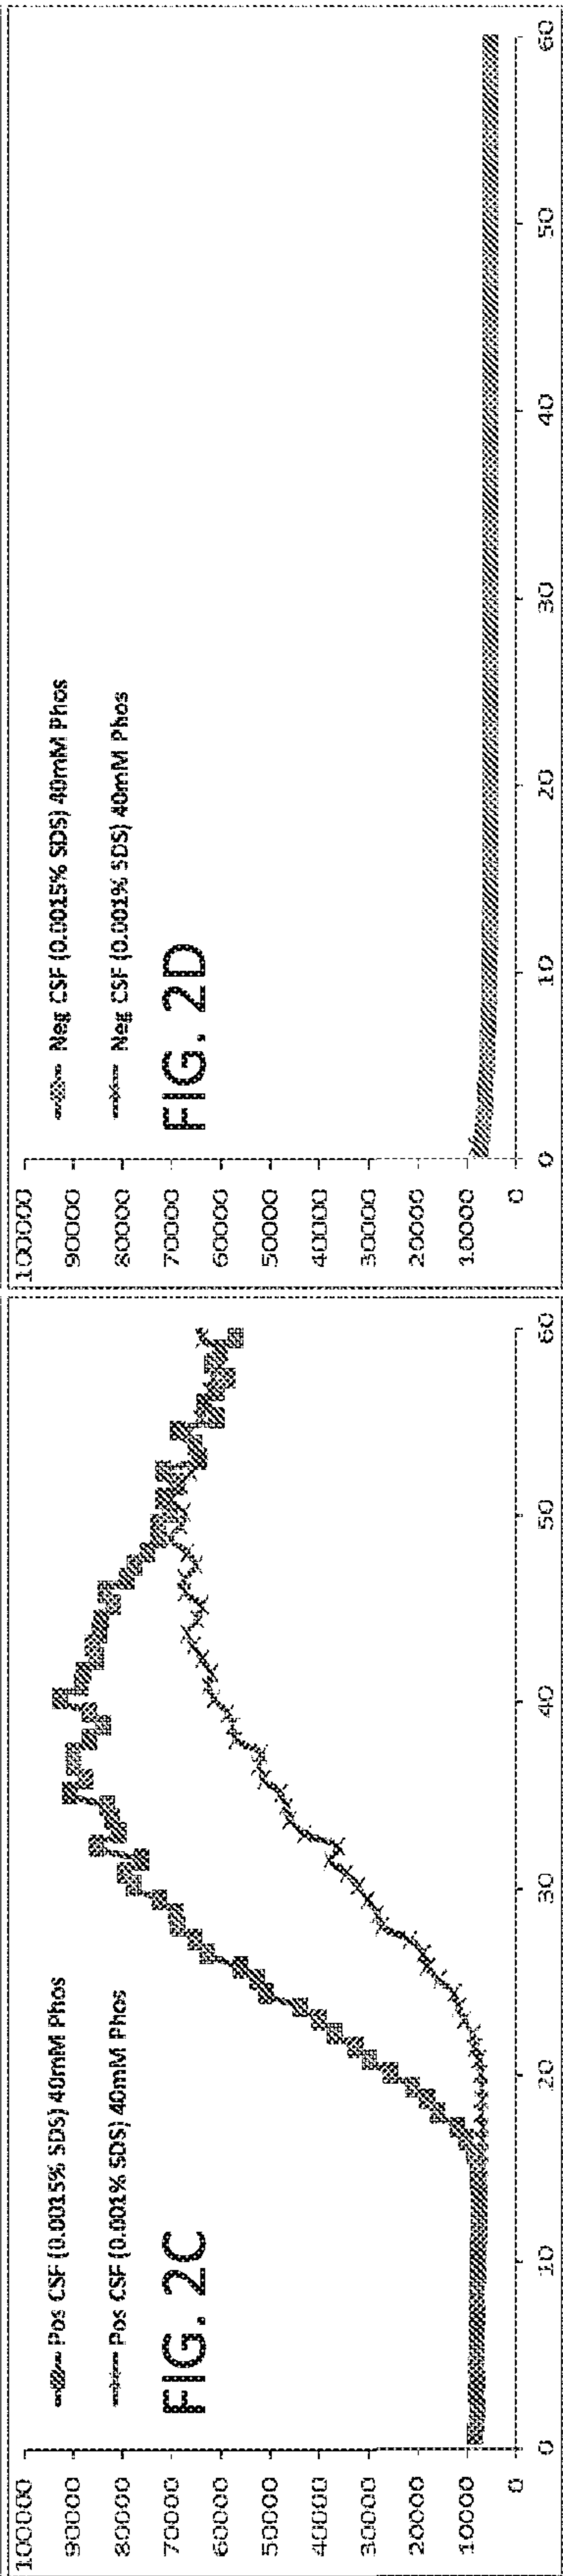 100000
90000
80000
70000
60000
50000
40000
30000
20000
10000
0
Pos CSF (0.0015% SDS) 40mM Phos
Pos CSF (0.001% SDS) 40mM Phos
FIG. 2C
0 10 20 30 40 50 60
100000
90000
80000
70000
60000
50000
40000
30000
20000
10000
0
Neg CSF (0.0015% SDS) 40mM Phos
Neg CSF (0.001% SDS) 40mM Phos
FIG. 2D
0 10 20 30 40 50 60